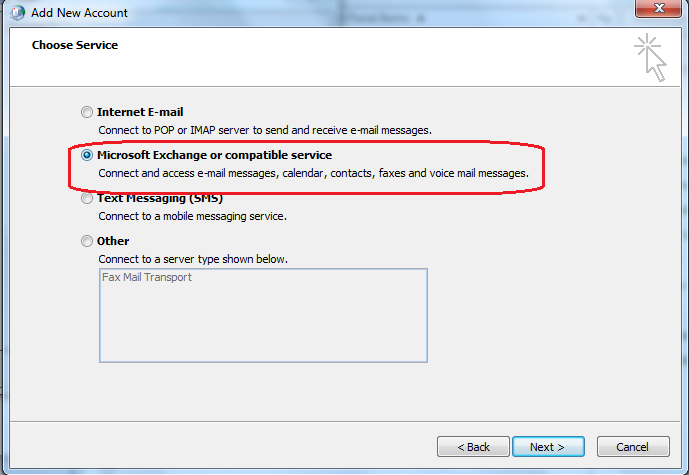 Add New Account
Choose Service
Internet E-mail
Connect to POP or IMAP server to send and receive e-mail messages.
Microsoft Exchange or compatible service
Connect and access e-mail messages, calendar, contacts, faxes and voice mail messages.
Text Messaging (SMS)
Connect to a mobile messaging service.
Other
Connect to a server type shown below.
Fax Mail Transport
< Back
Next >
Cancel